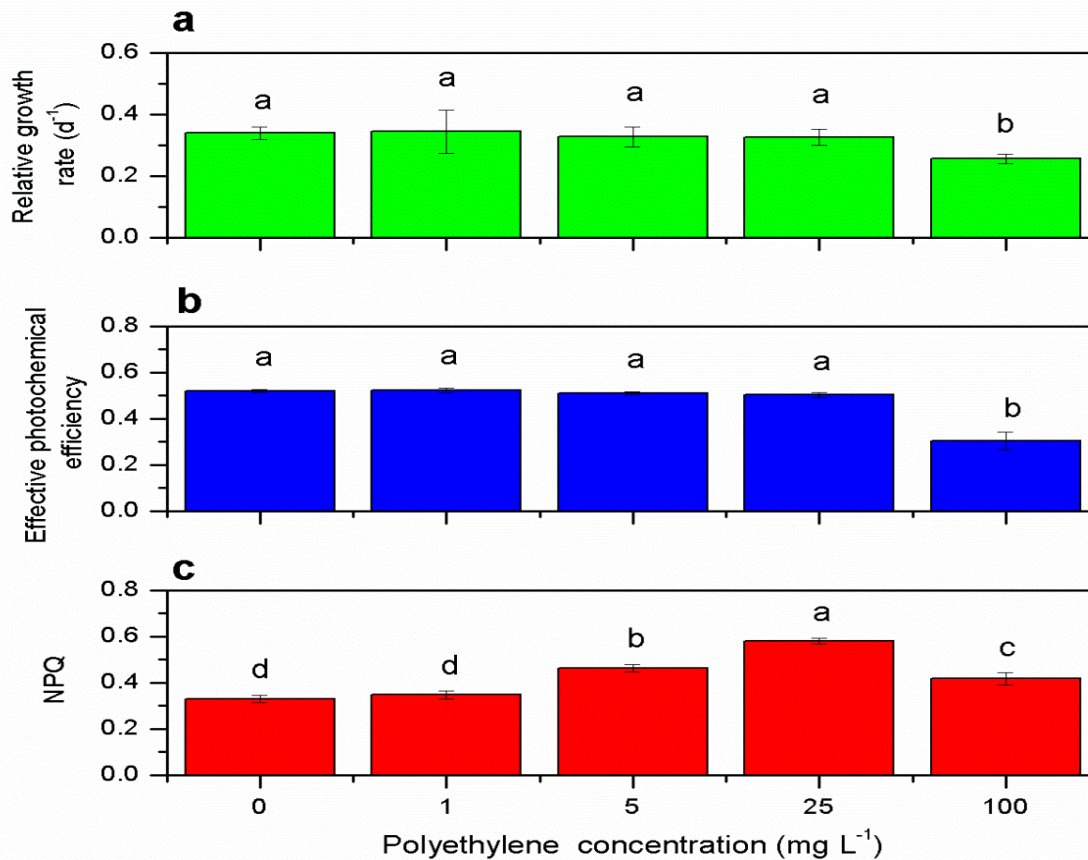 a
Relative growth
rate (d⁻¹)
0.6
0.4
0.2
0.0
a
a
a
a
b
b
Effective photochemical
efficiency
0.8
0.6
0.4
0.2
0.0
a
a
a
a
b
c
NPQ
0.8
0.6
0.4
0.2
0.0
d
d
b
a
c
0
1
5
25
100
Polyethylene concentration (mg L⁻¹)